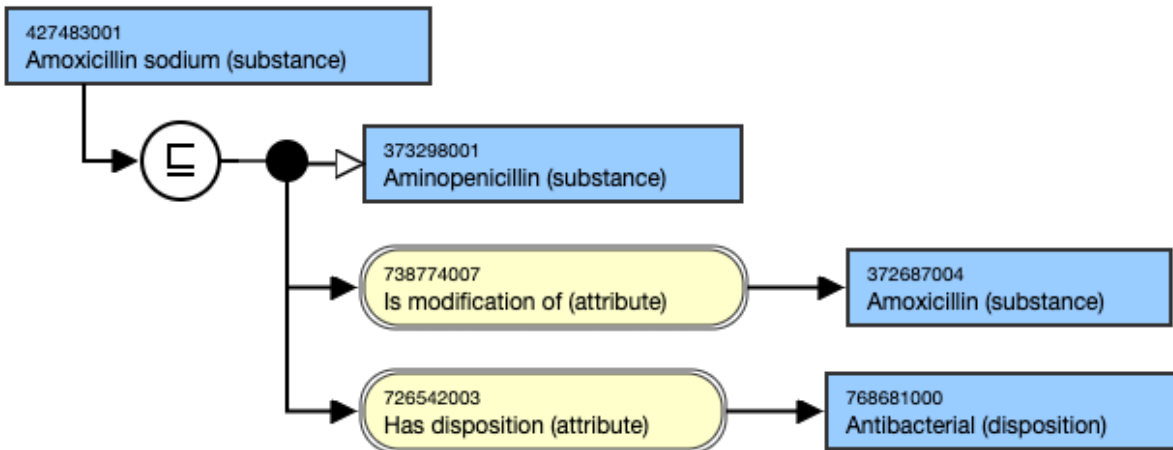 427483001
Amoxicillin sodium (substance)
⊑
373298001
Aminopenicillin (substance)
738774007
Is modification of (attribute)
372687004
Amoxicillin (substance)
726542003
Has disposition (attribute)
768681000
Antibacterial (disposition)